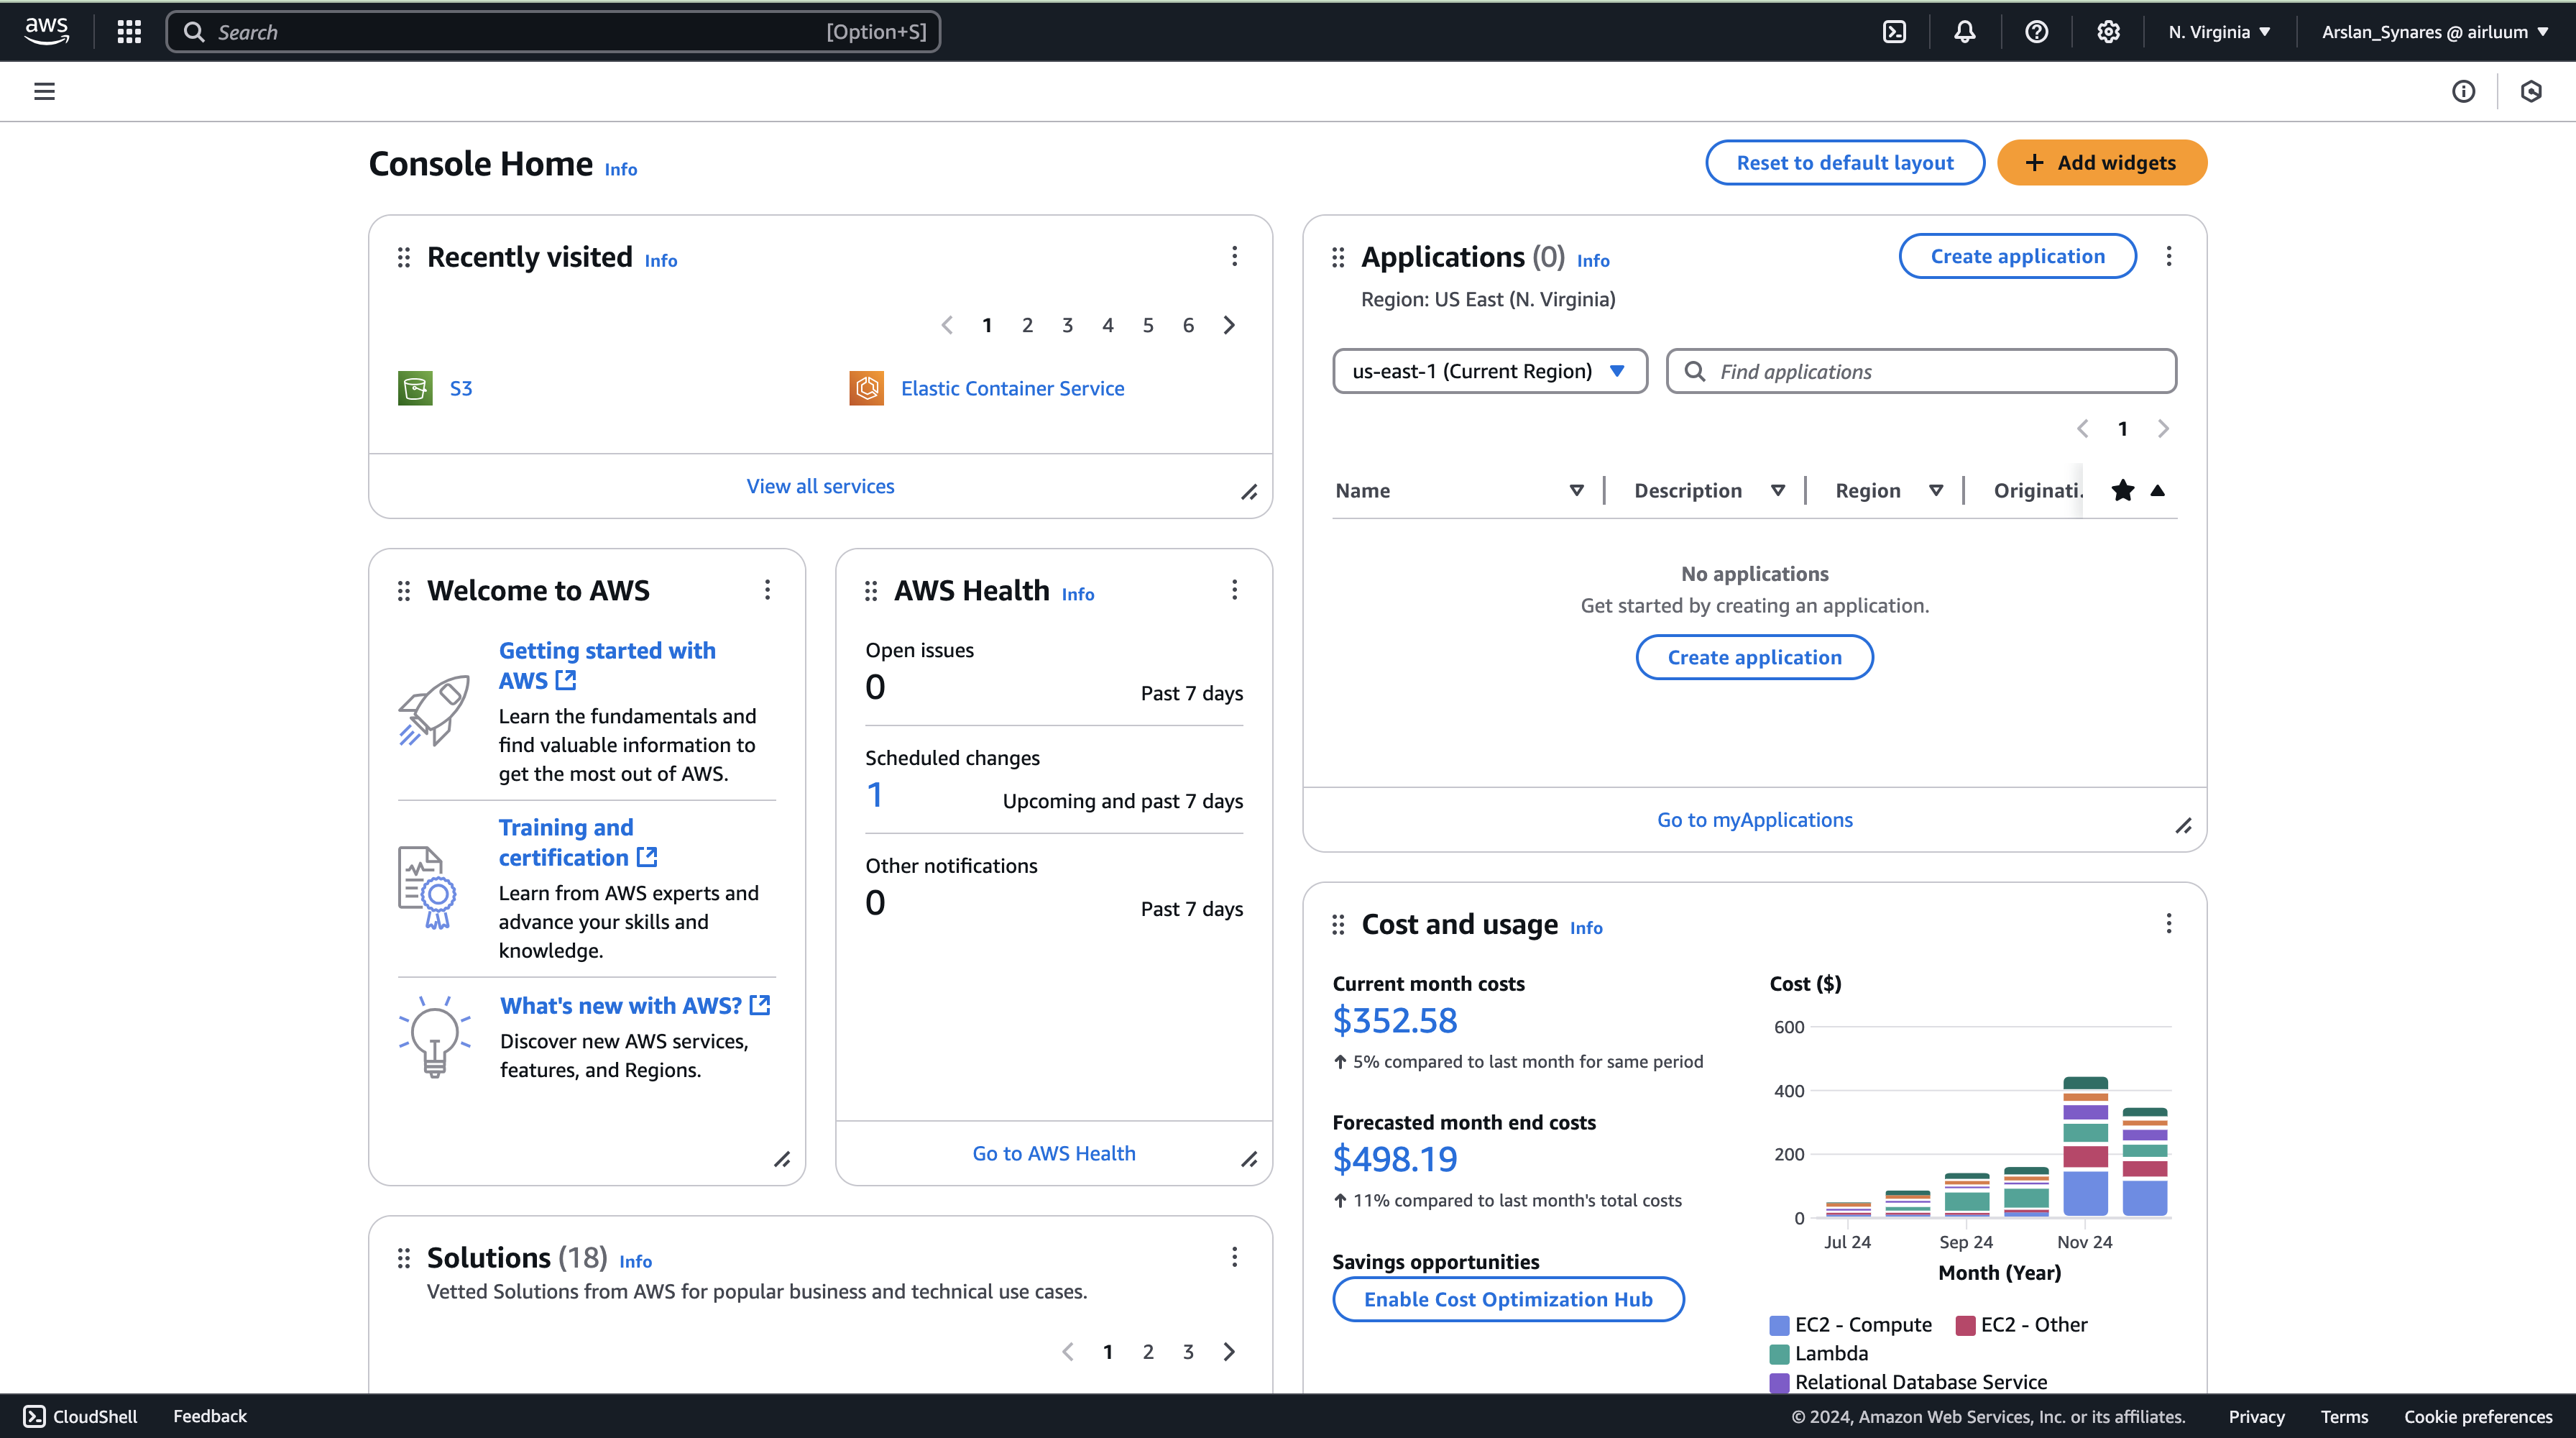 aws
Search [Option+S]
N. Virginia
Arslan_Synares @ airluum
Console Home Info
Reset to default layout
Add widgets
Recently visited Info
1 2 3 4 5 6
S3
Elastic Container Service
View all services
Applications (0) Info
Create application
Region: US East (N. Virginia)
us-east-1 (Current Region)
Find applications
1
Name Description Region Originati.
No applications
Get started by creating an application.
Create application
Go to myApplications
Welcome to AWS
Getting started with
AWS
Learn the fundamentals and
find valuable information to
get the most out of AWS.
Training and
certification
Learn from AWS experts and
advance your skills and
knowledge.
What's new with AWS?
Discover new AWS services,
features, and Regions.
AWS Health Info
Open issues
0
Past 7 days
Scheduled changes
1
Upcoming and past 7 days
Other notifications
0
Past 7 days
Go to AWS Health
Cost and usage Info
Current month costs
$352.58
5% compared to last month for same period
Forecasted month end costs
$498.19
11% compared to last month's total costs
Savings opportunities
Enable Cost Optimization Hub
Cost ($)
600
400
200
0
Jul 24 Sep 24 Nov 24
Month (Year)
EC2 - Compute EC2 - Other
Lambda
Relational Database Service
Solutions (18) Info
Vetted Solutions from AWS for popular business and technical use cases.
1 2 3
CloudShell Feedback
© 2024, Amazon Web Services, Inc. or its affiliates. Privacy Terms Cookie preferences